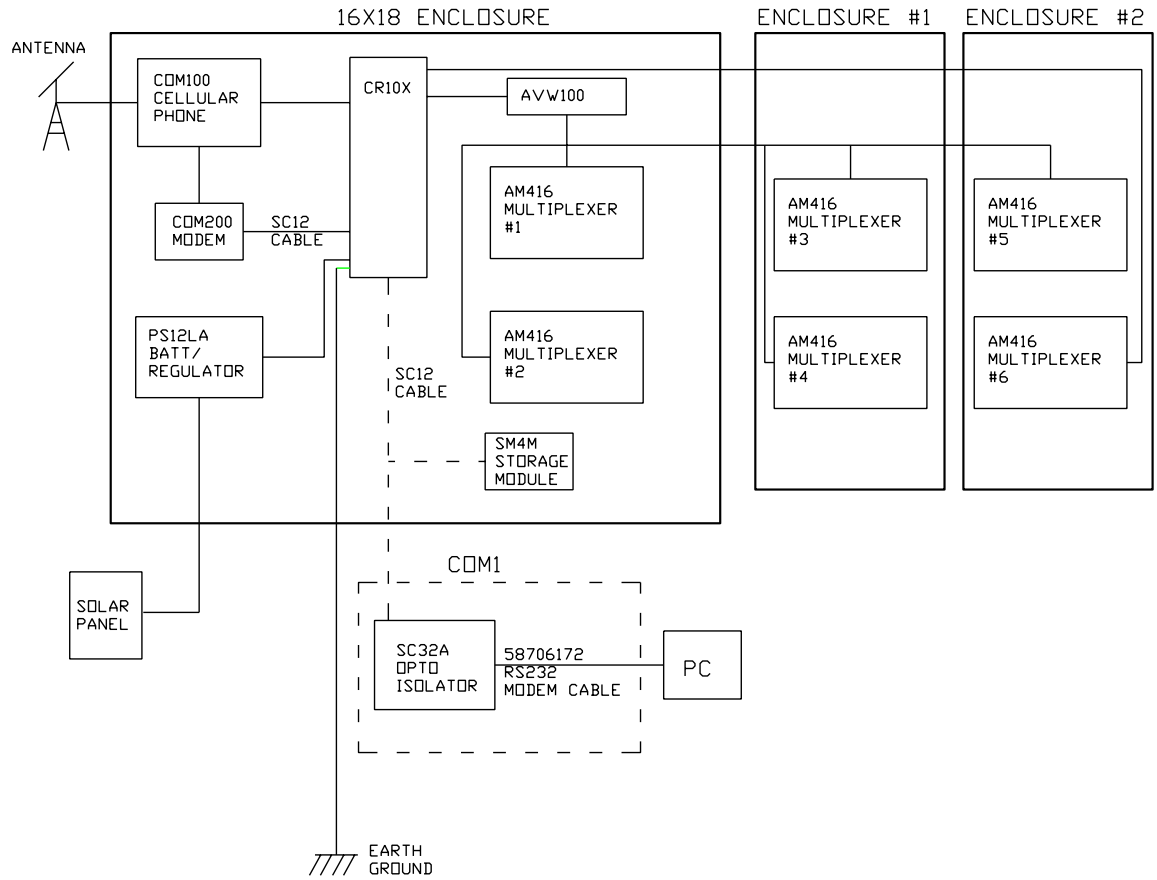 16X18 ENCLOSURE
ENCLOSURE #1
ENCLOSURE #2
ANTENNA
COM100
CELLULAR
PHONE
CR10X
AVW100
AM416
MULTIPLEXER
#1
AM416
MULTIPLEXER
#3
AM416
MULTIPLEXER
#5
COM200
MODEM
SC12
CABLE
PS12LA
BATT/
REGULATOR
AM416
MULTIPLEXER
#2
AM416
MULTIPLEXER
#4
AM416
MULTIPLEXER
#6
SC12
CABLE
SM4M
STORAGE
MODULE
COM1
SOLAR
PANEL
SC32A
OPTO
ISOLATOR
58706172
RS232
MODEM CABLE
PC
EARTH
GROUND